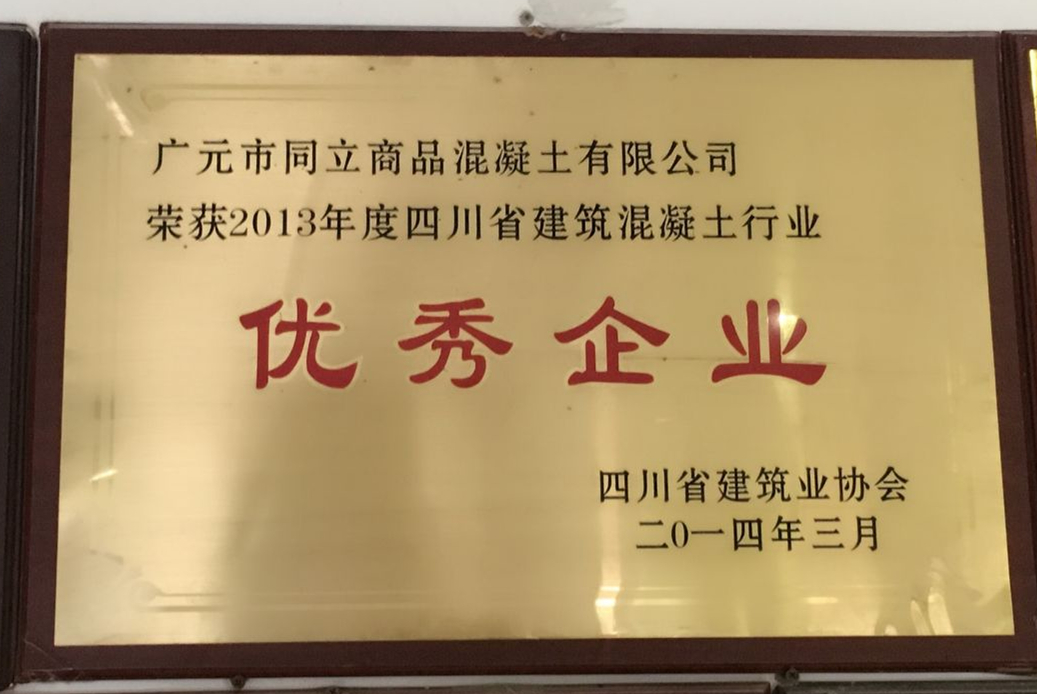 广元市同立商品混凝土有限公司
荣获2013年度四川省建筑混凝土行业
优秀企业
四川省建筑业协会
二0一四年三月